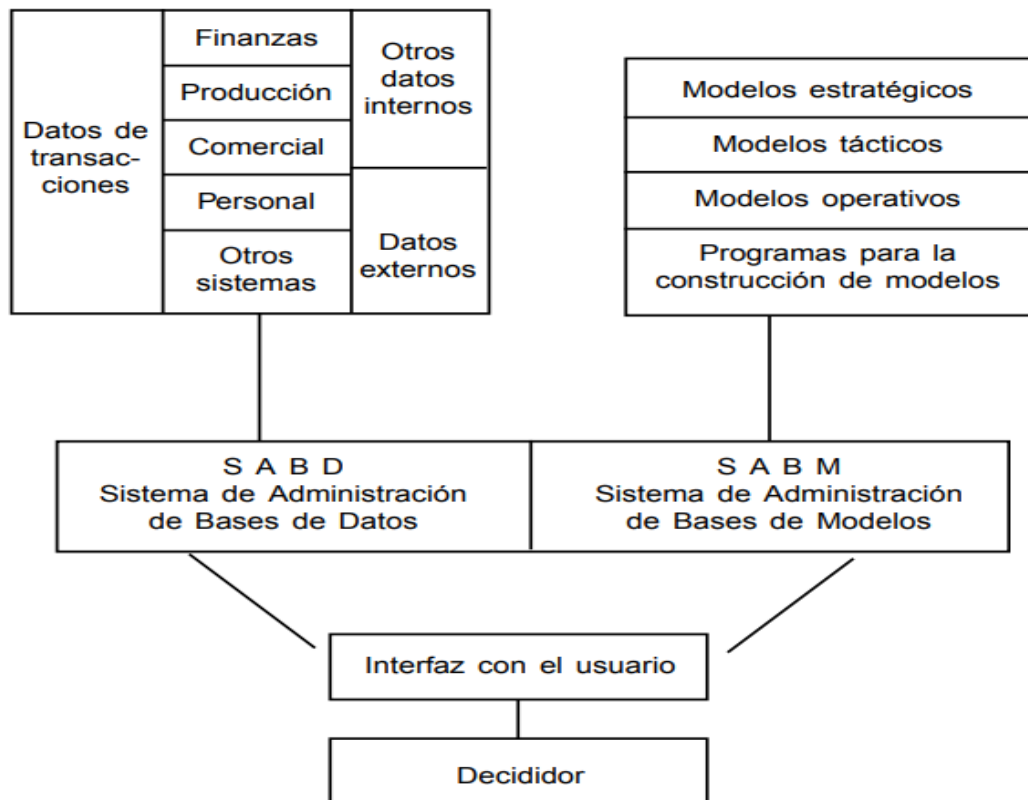 Datos de
transac-
ciones
Finanzas
Producción
Comercial
Personal
Otros
sistemas
Otros
datos
internos
Datos
externos
Modelos estratégicos
Modelos tácticos
Modelos operativos
Programas para la
construcción de modelos
S A B D
Sistema de Administración
de Bases de Datos
S A B M
Sistema de Administración
de Bases de Modelos
Interfaz con el usuario
Decididor